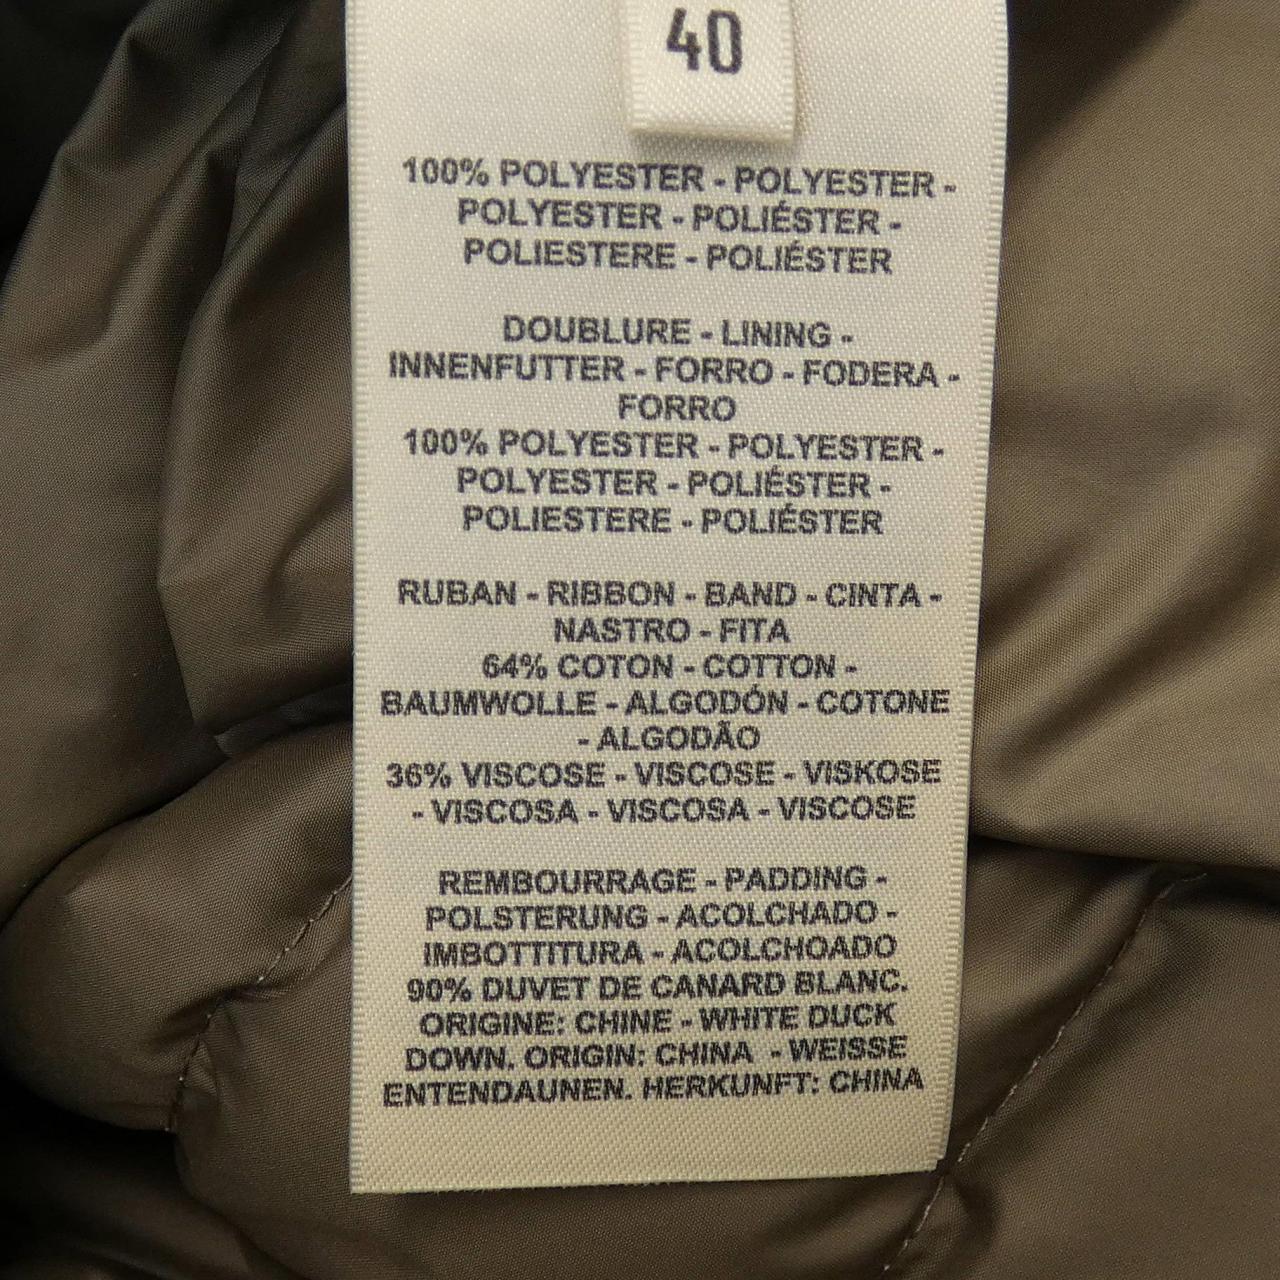 40
100% POLYESTER - POLYESTER -
POLYESTER - POLIÉSTER -
POLIESTERE - POLIÉSTER
DOUBLURE - LINING -
INNENFUTTER - FORRO - FODERA -
FORRO
100% POLYESTER - POLYESTER -
POLYESTER - POLIÉSTER -
POLIESTERE - POLIÉSTER
RUBAN - RIBBON - BAND - CINTA -
NASTRO - FITA
64% COTON - COTTON -
BAUMWOLLE - ALGODÓN - COTONE
- ALGODÃO
36% VISCOSE - VISCOSE - VISKOSE
- VISCOSA - VISCOSA - VISCOSE
REMBOURRAGE - PADDING -
POLSTERUNG - ACOLCHADO -
IMBOTTITURA - ACOLCHOADO
90% DUVET DE CANARD BLANC.
ORIGINE: CHINE - WHITE DUCK
DOWN. ORIGIN: CHINA - WEISSE
ENTENDAUNEN. HERKUNFT: CHINA